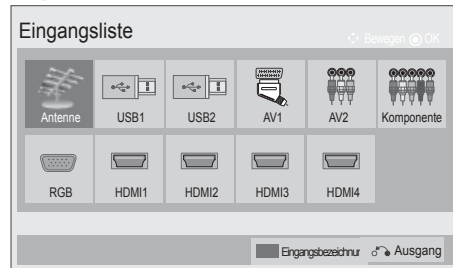 Eingangsliste
Bewegen OK
Antenne USB1 USB2 AV1 AV2 Komponente
RGB HDMI1 HDMI2 HDMI3 HDMI4
Eingangsbezeichnur Ausgang